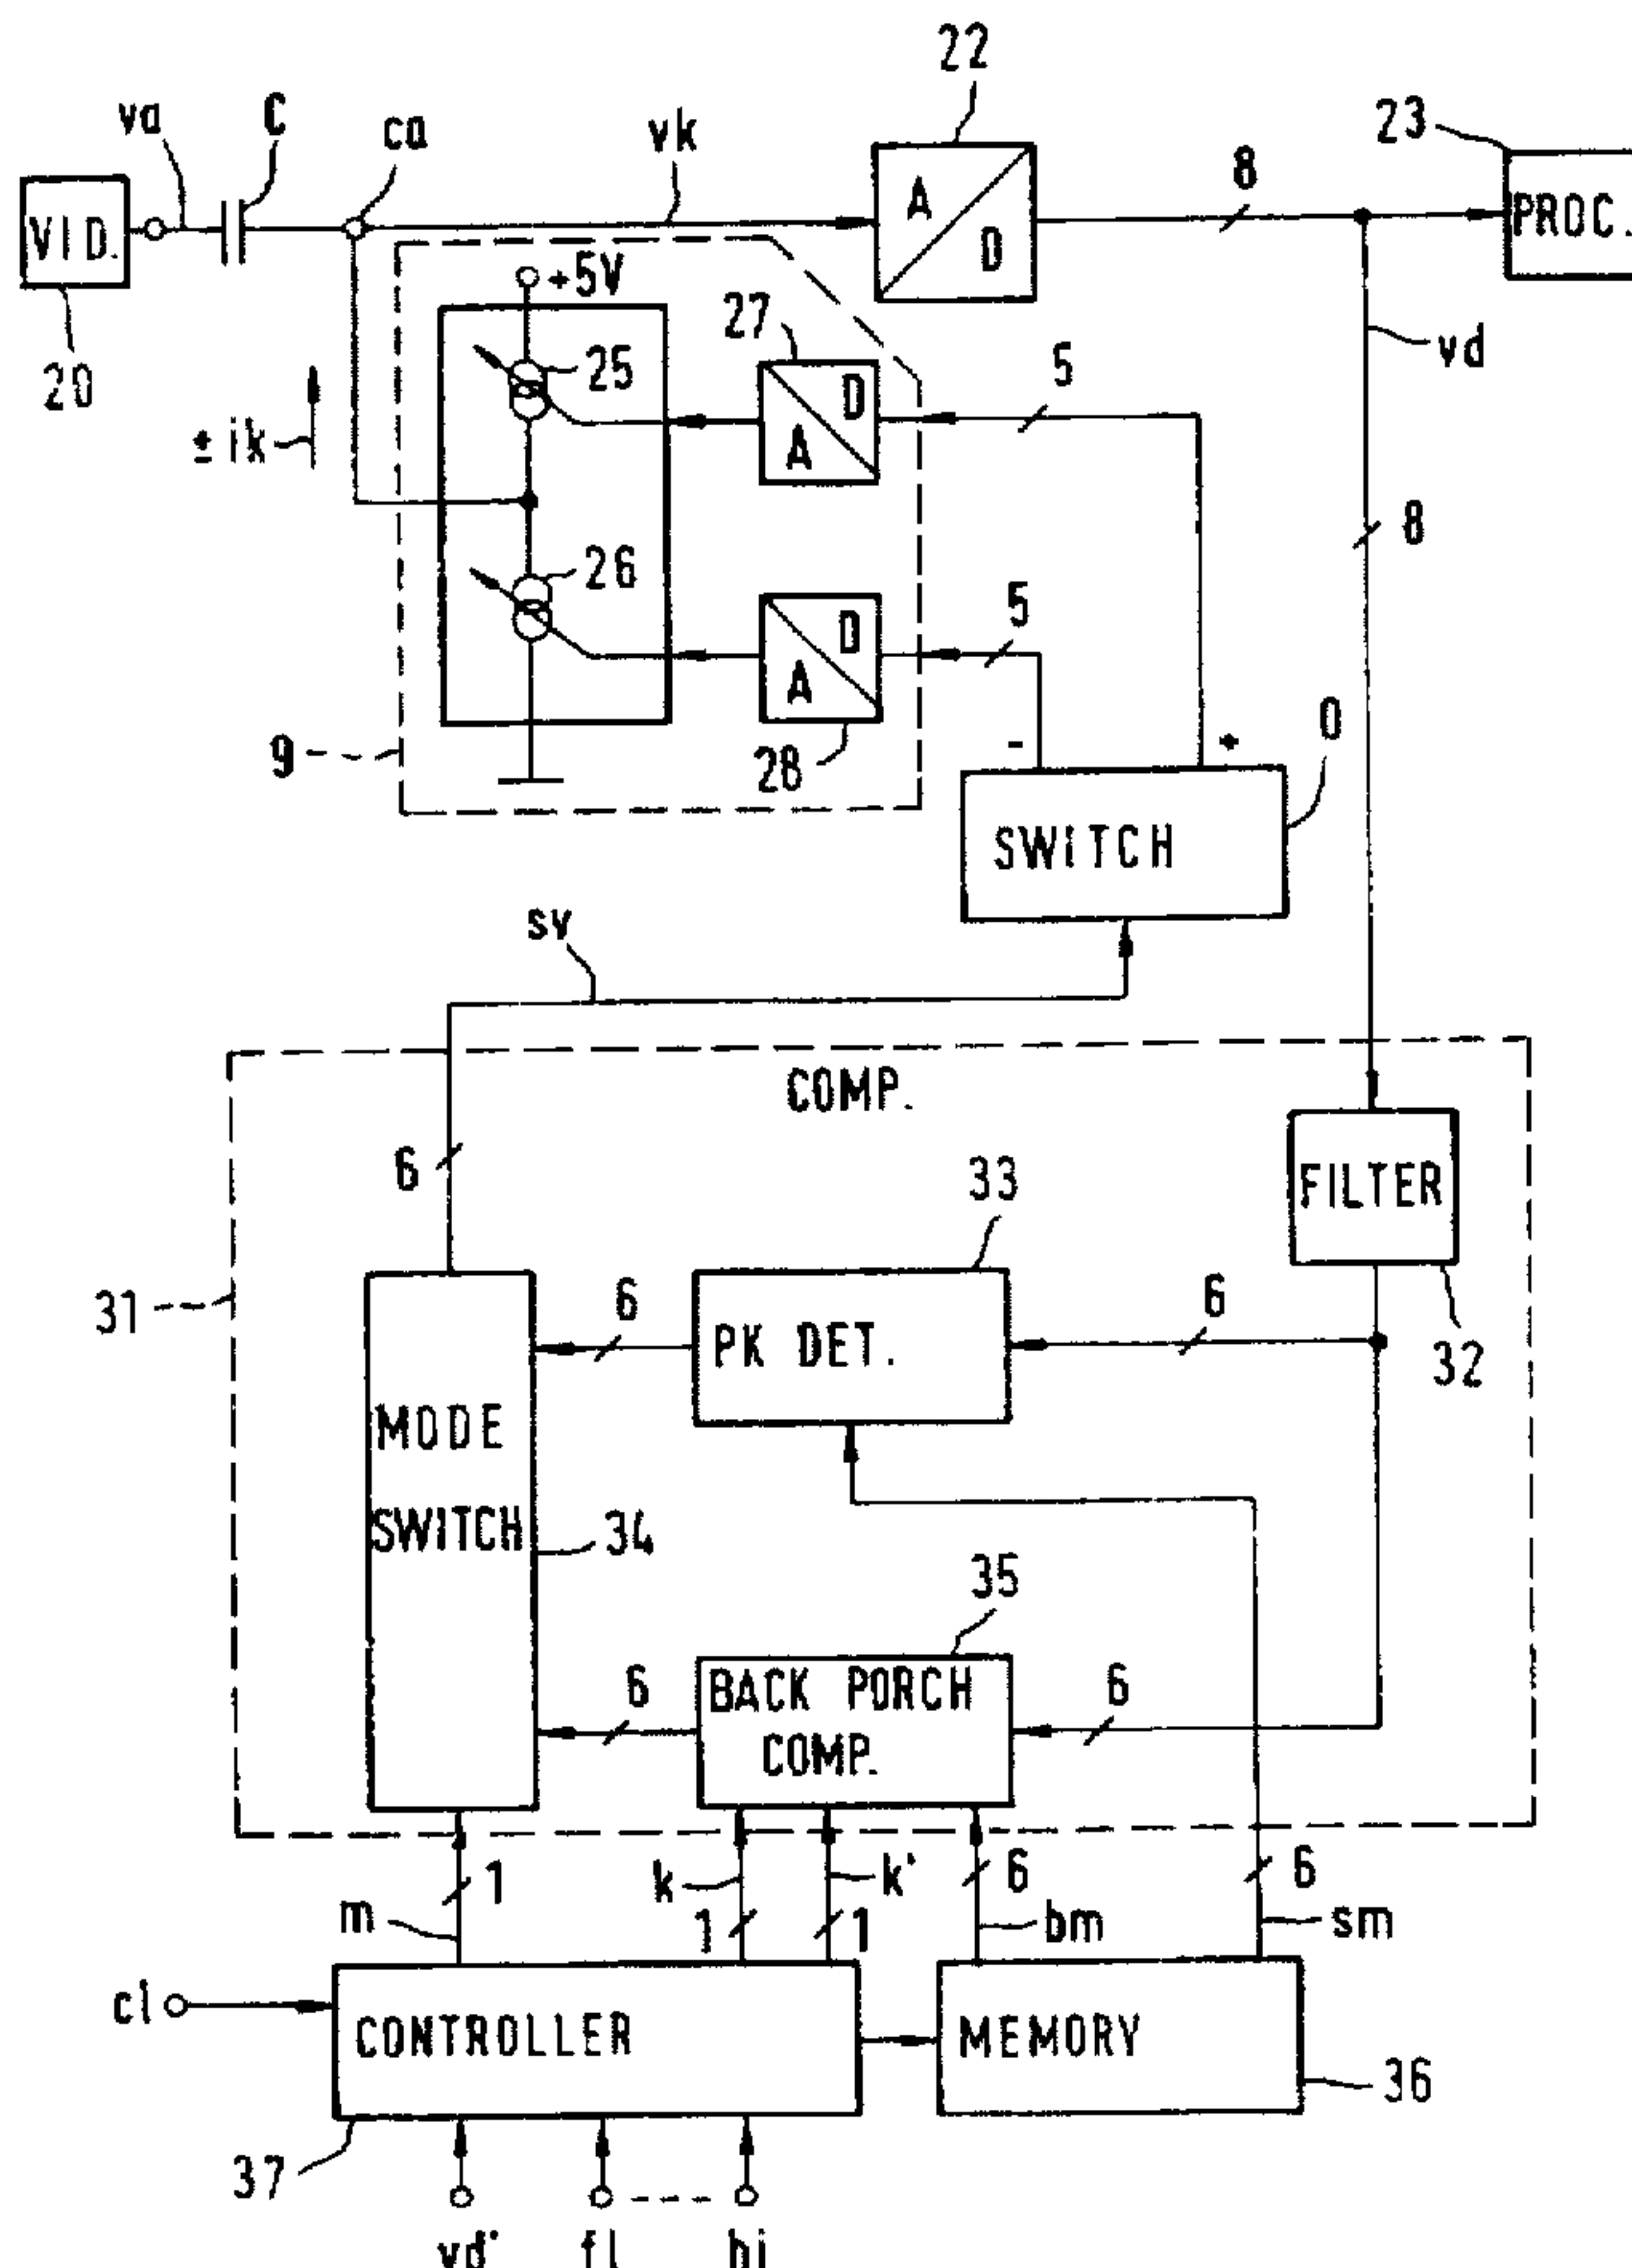 22
va C ca vk 8 23
VID. A D PROC.
+5V
20 27 vd
25 D A 5
±ik 8
26 D A 5
9 28 - + 0
SWITCH
sv
COMP.
6 33 FILTER
31 6 PK DET. 6 32
MODE
SWITCH 34
35
6 BACK PORCH 6
COMP.
m 1 k k' 6 6
1 1 bm sm
cl
CONTROLLER MEMORY
36
37
vd' fl hi